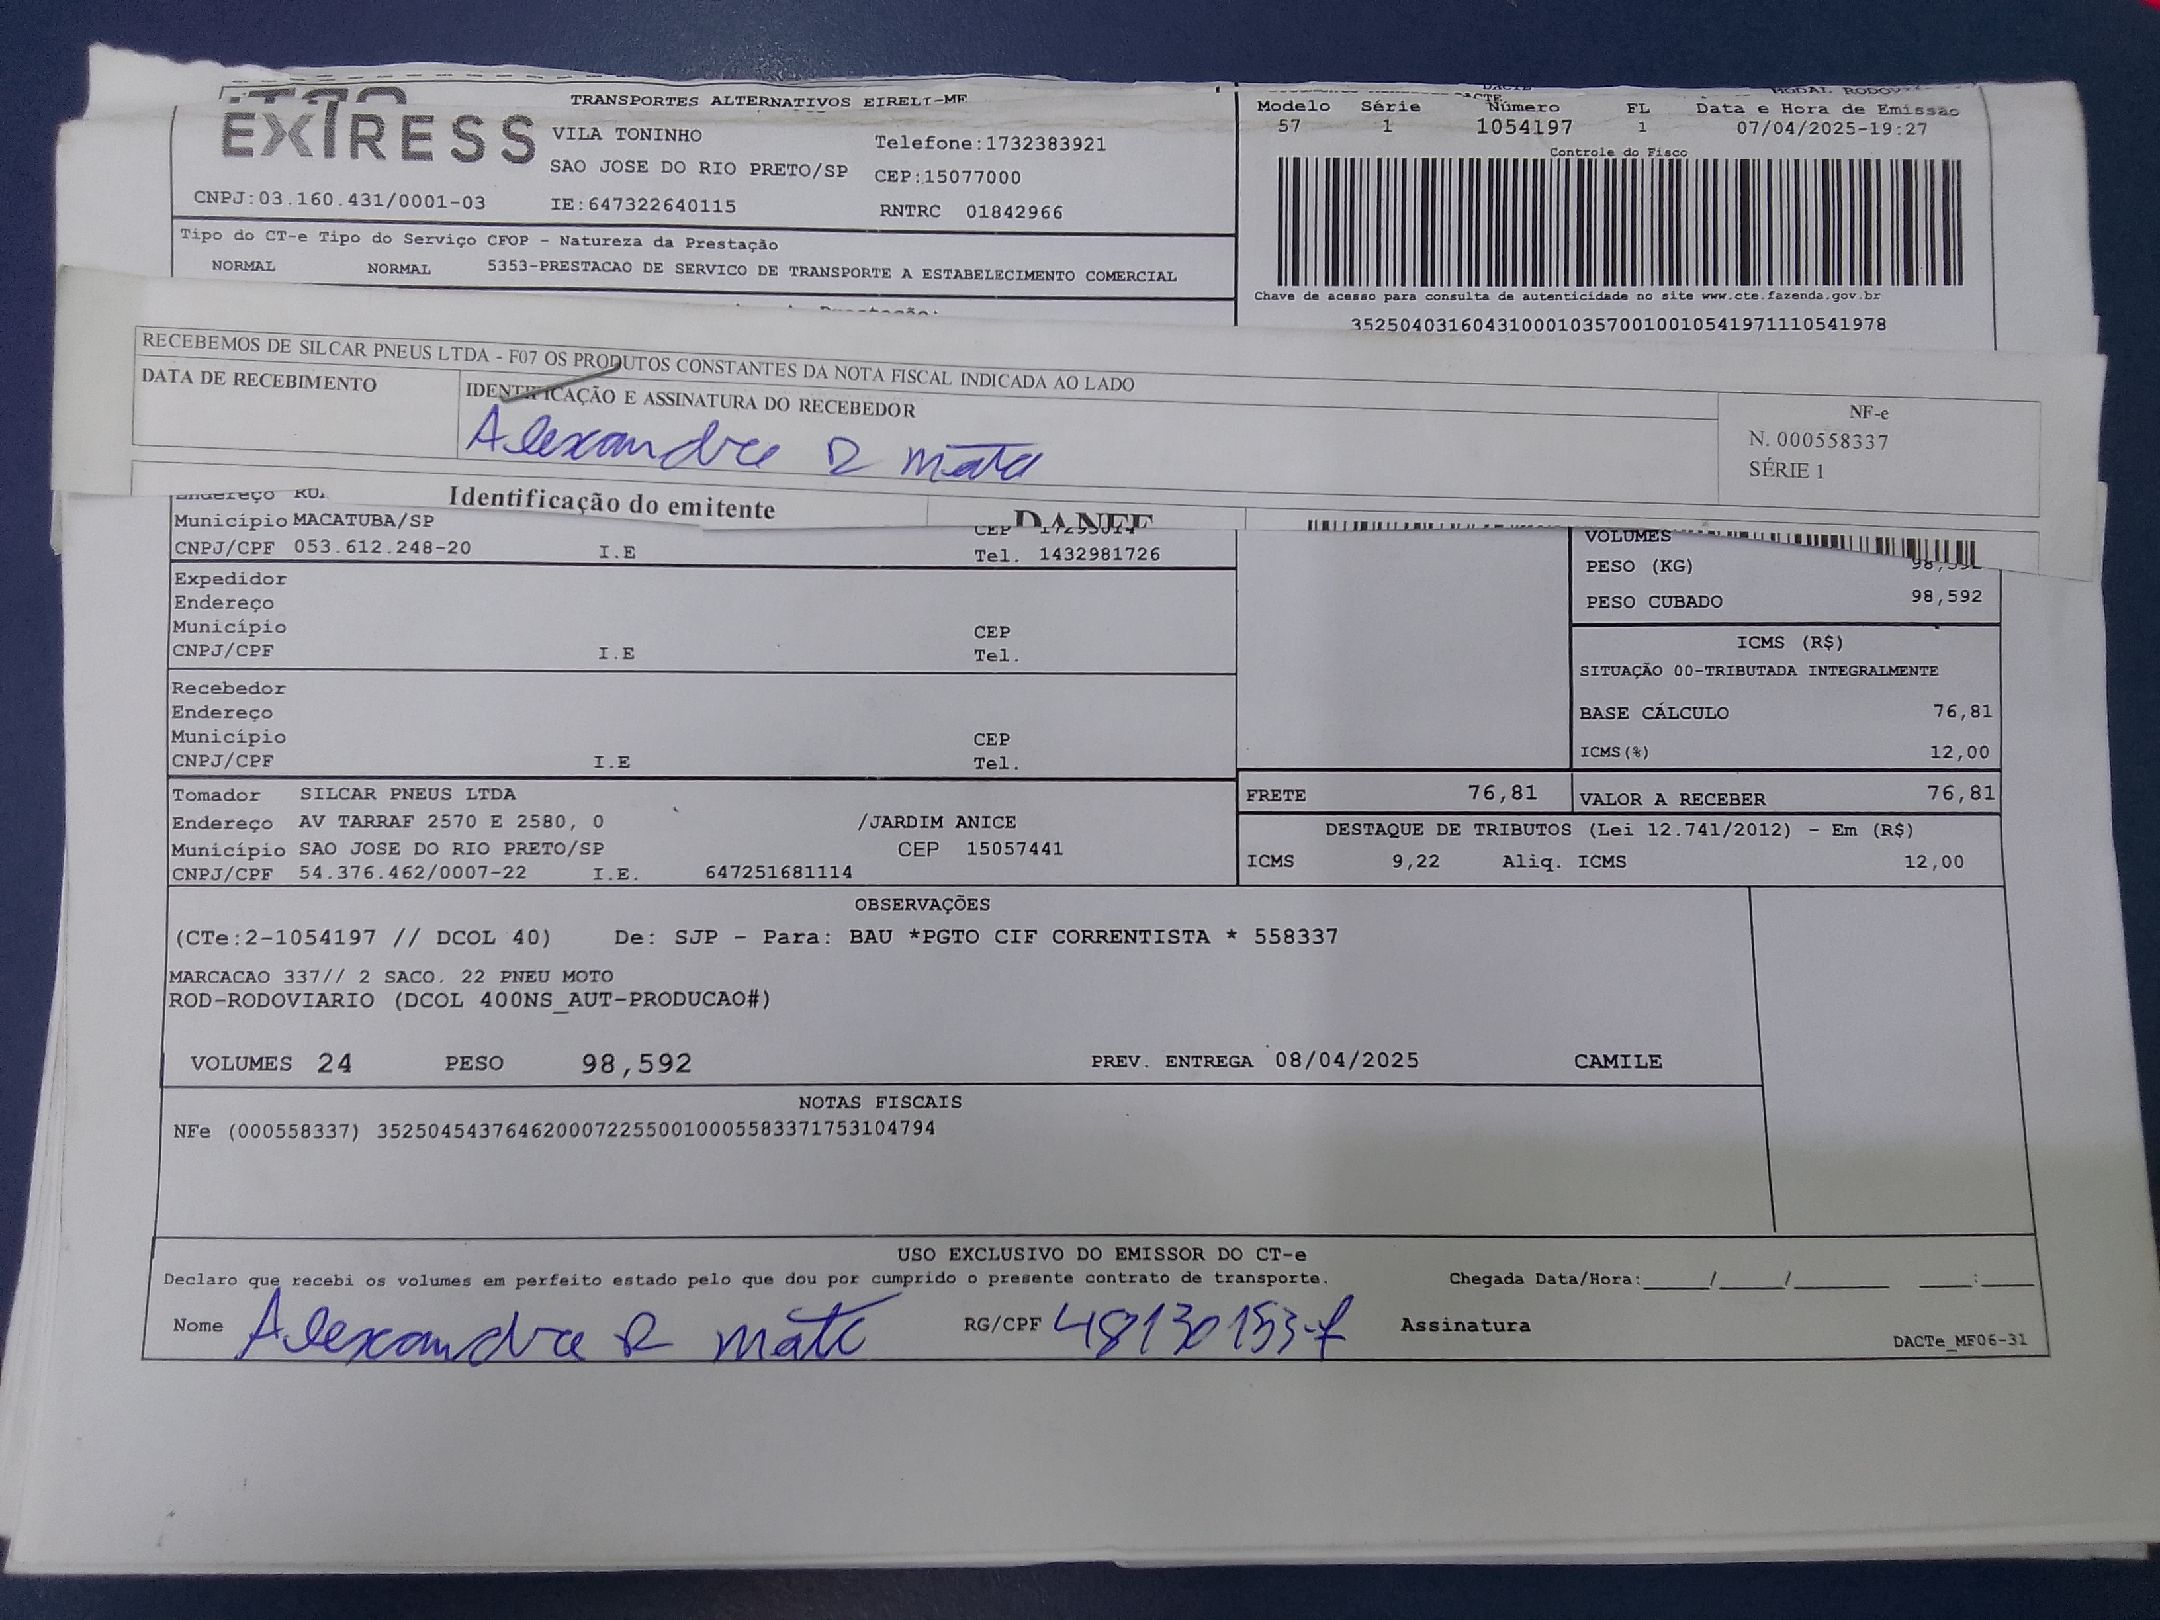 EXPRESS
TRANSPORTES ALTERNATIVOS EIRELI-ME
VILA TONINHO
Telefone:1732383921
SAO JOSE DO RIO PRETO/SP
CEP:15077000
CNPJ:03.160.431/0001-03
IE:647322640115
RNTRC 01842966
Modelo Série Número FL Data e Hora de Emissão
57 1 1054197 1 07/04/2025-19:27
Controle do Fisco
Tipo do CT-e Tipo do Serviço CFOP - Natureza da Prestação
NORMAL NORMAL 5353-PRESTACAO DE SERVICO DE TRANSPORTE A ESTABELECIMENTO COMERCIAL
Chave de acesso para consulta de autenticidade no site www.cte.fazenda.gov.br
35250403160431000103570010010541971110541978
RECEBEMOS DE SILCAR PNEUS LTDA - F07 OS PRODUTOS CONSTANTES DA NOTA FISCAL INDICADA AO LADO
DATA DE RECEBIMENTO
IDENTIFICAÇÃO E ASSINATURA DO RECEBEDOR
Alexandre R mata
NF-e
N. 000558337
SÉRIE 1
Identificação do emitente
DANFE
Endereço
Município MACATUBA/SP
CEP
CNPJ/CPF 053.612.248-20 I.E Tel. 1432981726
Expedidor
Endereço
Município CEP
CNPJ/CPF I.E Tel.
Recebedor
Endereço
Município CEP
CNPJ/CPF I.E Tel.
Tomador SILCAR PNEUS LTDA
Endereço AV TARRAF 2570 E 2580, 0 /JARDIM ANICE
Município SAO JOSE DO RIO PRETO/SP CEP 15057441
CNPJ/CPF 54.376.462/0007-22 I.E. 647251681114
VOLUMES
PESO (KG) 98,592
PESO CUBADO 98,592
ICMS (R$)
SITUAÇÃO 00-TRIBUTADA INTEGRALMENTE
BASE CÁLCULO 76,81
ICMS(%) 12,00
FRETE 76,81 VALOR A RECEBER 76,81
DESTAQUE DE TRIBUTOS (Lei 12.741/2012) - Em (R$)
ICMS 9,22 Aliq. ICMS 12,00
OBSERVAÇÕES
(CTe:2-1054197 // DCOL 40) De: SJP - Para: BAU *PGTO CIF CORRENTISTA * 558337
MARCACAO 337// 2 SACO. 22 PNEU MOTO
ROD-RODOVIARIO (DCOL 400NS_AUT-PRODUCAO#)
VOLUMES 24 PESO 98,592 PREV. ENTREGA 08/04/2025 CAMILE
NOTAS FISCAIS
NFe (000558337) 35250454376462000722550010005583371753104794
USO EXCLUSIVO DO EMISSOR DO CT-e
Declaro que recebi os volumes em perfeito estado pelo que dou por cumprido o presente contrato de transporte. Chegada Data/Hora:_____/_____/_______ ____:____
Nome Alexandre R mata RG/CPF 48130153-f Assinatura
DACTe_MF06-31